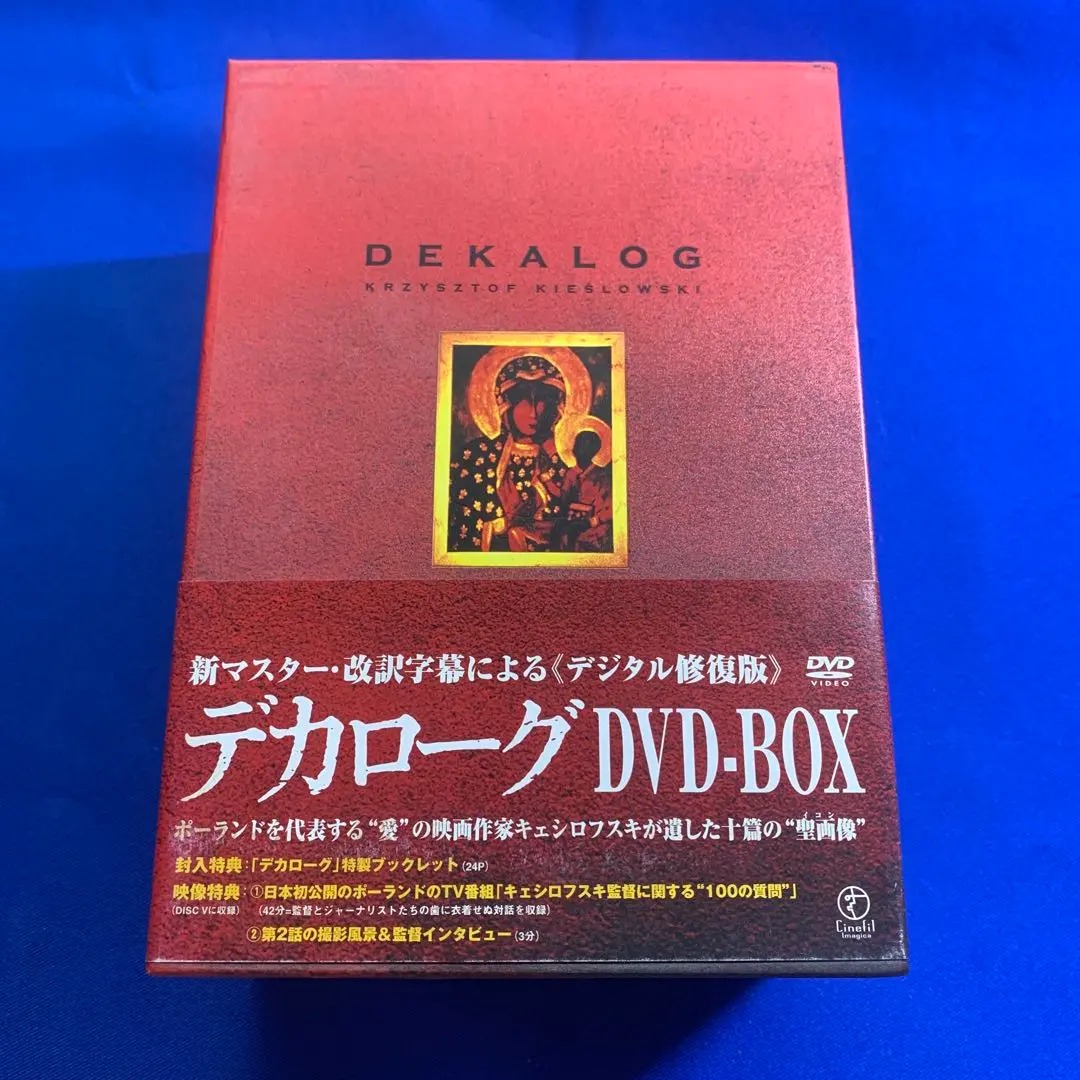 DEKALOG
KRZYSZTOF KIEŚLOWSKI
新マスター・改訳字幕による《デジタル修復版》
DVD
VIDEO
デカローグ DVD-BOX
イコン
ポーランドを代表する“愛”の映画作家キェシロフスキが遺した十篇の“聖画像”
封入特典:「デカローグ」特製ブックレット(24P)
映像特典:①日本初公開のポーランドのTV番組「キェシロフスキ監督に関する“100の質問”」
(DISC Vに収録) (42分=監督とジャーナリストたちの歯に衣着せぬ対話を収録)
②第2話の撮影風景&監督インタビュー(3分)
Cinefil
Imagica